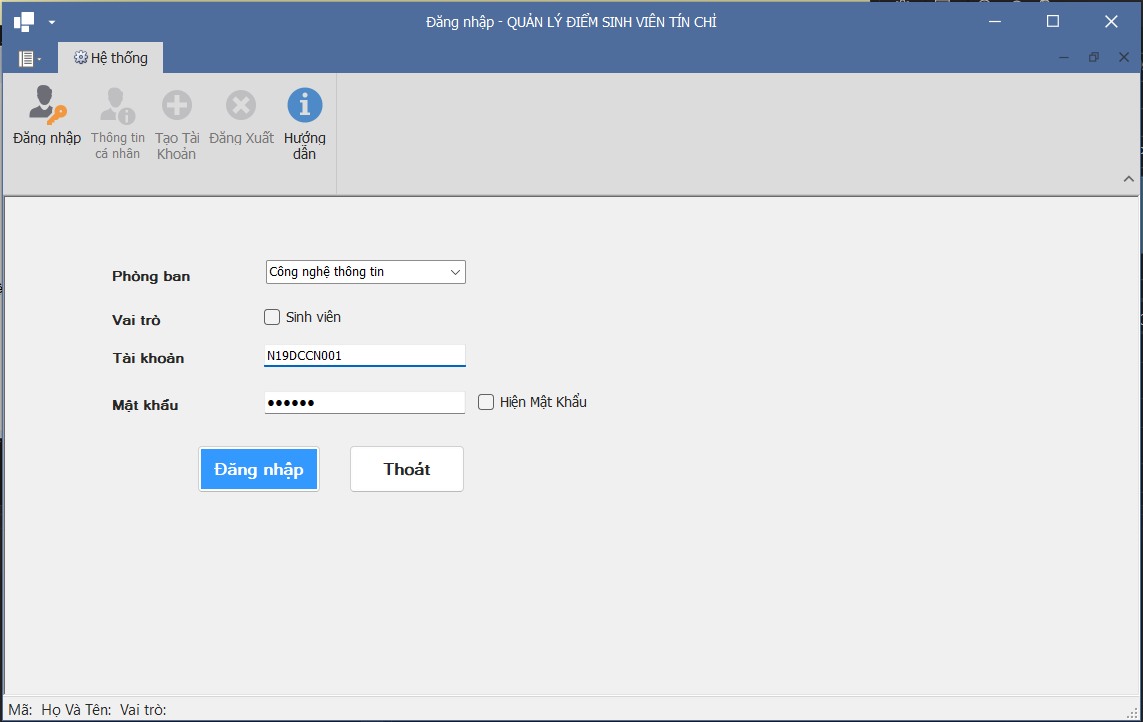 Đăng nhập - QUẢN LÝ ĐIỂM SINH VIÊN TÍN CHỈ
Hệ thống
Đăng nhập
Thông tin
cá nhân
Tạo Tài
Khoản
Đăng Xuất
Hướng
dẫn
Phòng ban
Công nghệ thông tin
Vai trò
Sinh viên
Tài khoản
N19DCCN001
Mật khẩu
●●●●●●
Hiện Mật Khẩu
Đăng nhập
Thoát
Mã: Họ Và Tên: Vai trò: